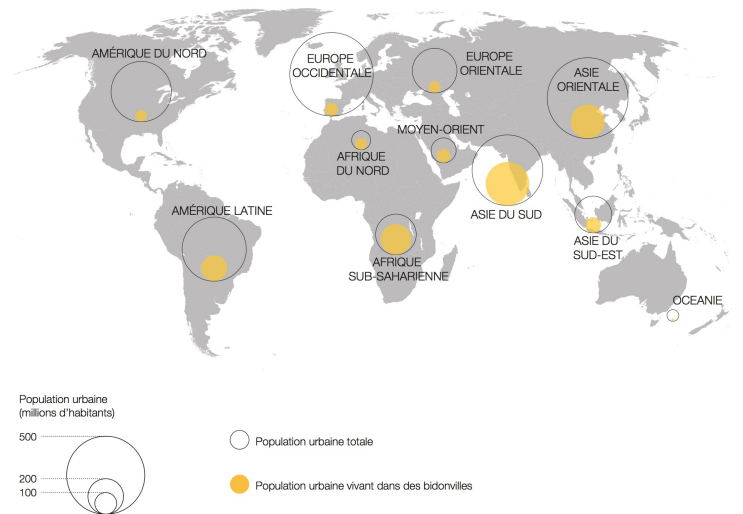 AMÉRIQUE DU NORD
EUROPE
OCCIDENTALE
EUROPE
ORIENTALE
ASIE
ORIENTALE
MOYEN-ORIENT
AFRIQUE
DU NORD
AMÉRIQUE LATINE
ASIE DU SUD
AFRIQUE
SUB-SAHARIENNE
ASIE DU
SUD-EST
OCEANIE
Population urbaine
(millions d'habitants)
500
200
100
Population urbaine totale
Population urbaine vivant dans des bidonvilles